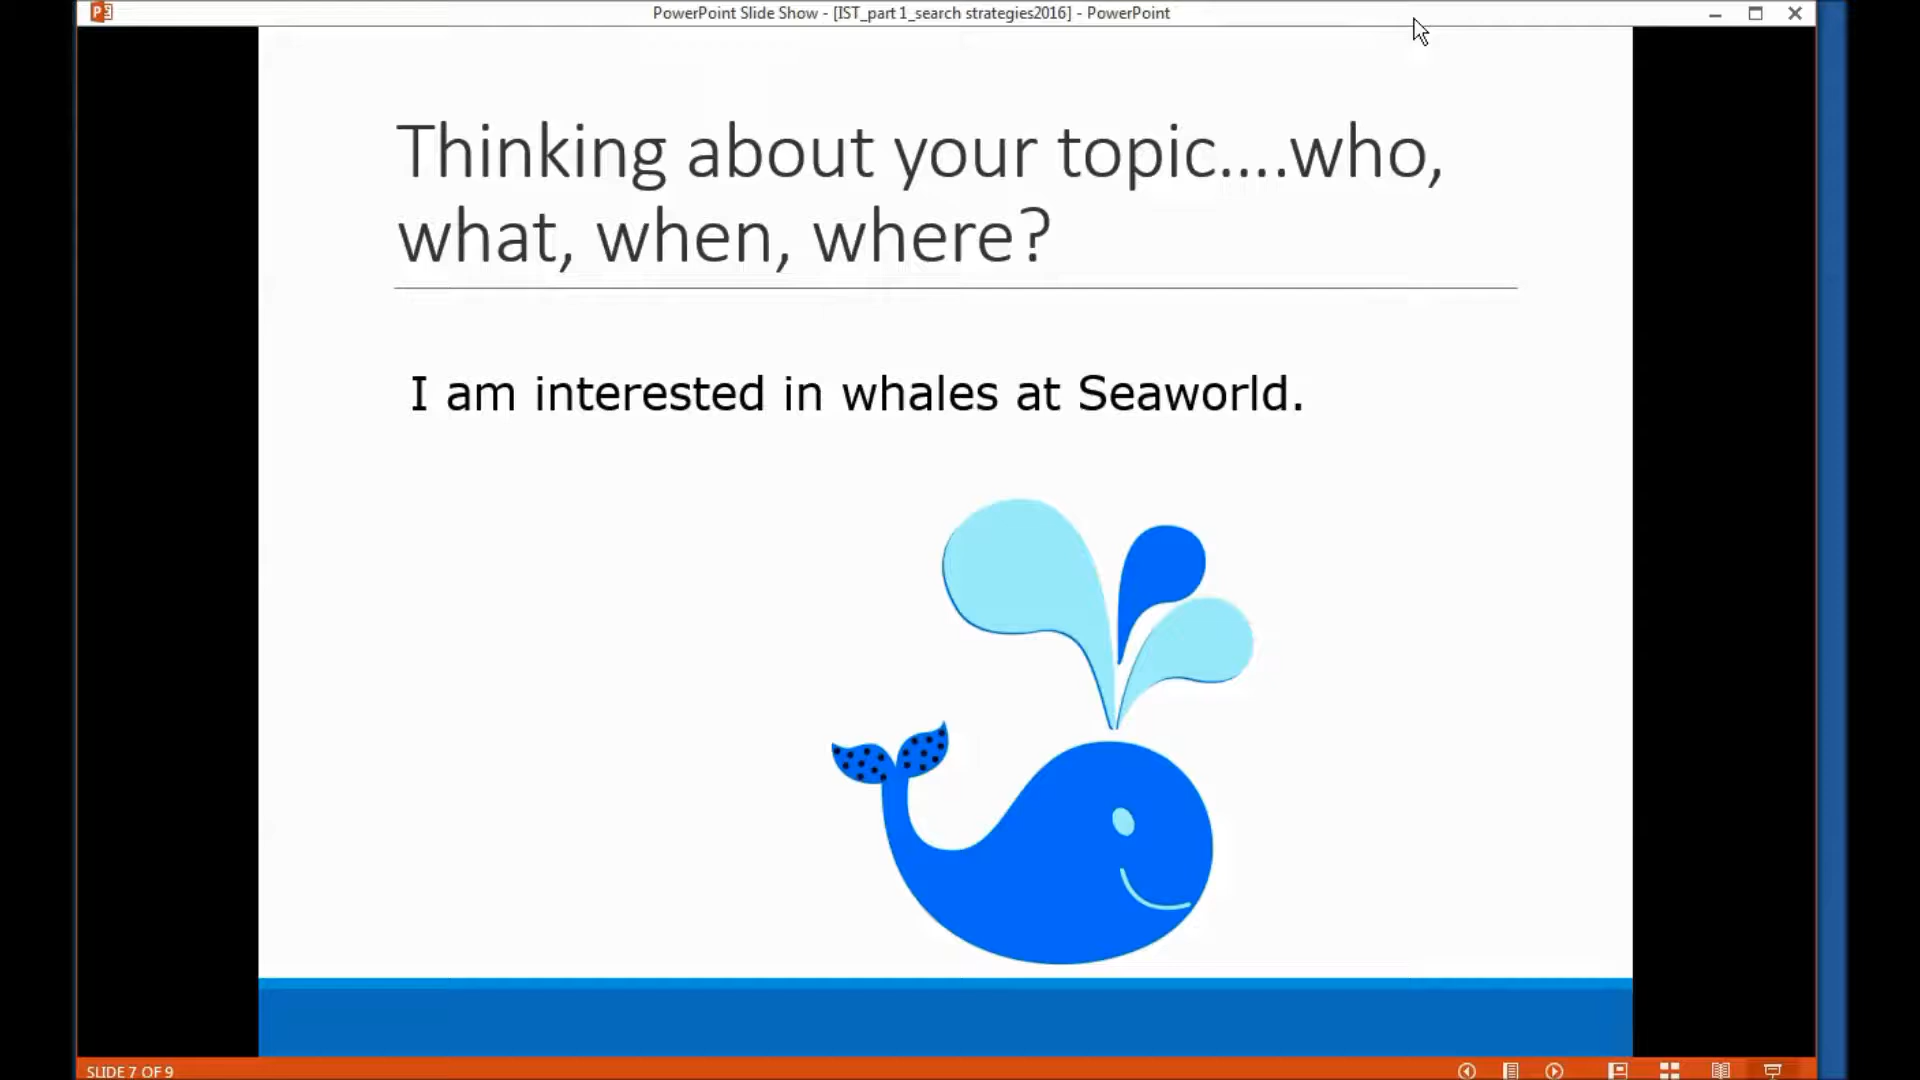 PowerPoint Slide Show - [IST_part 1_search strategies2016] - PowerPoint
Thinking about your topic....who,
what, when, where?
I am interested in whales at Seaworld.
SLIDE 7 OF 9